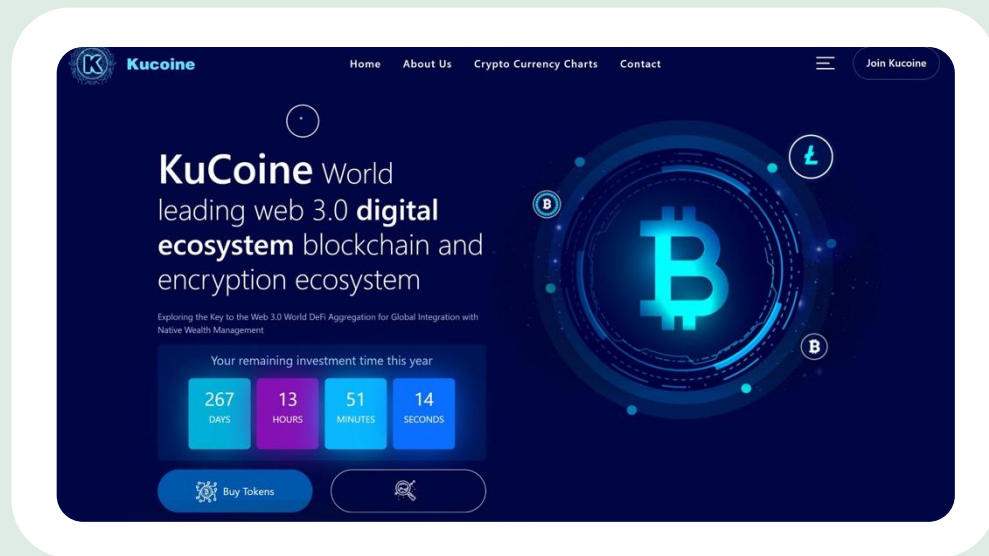 Kucoine
Home About Us Crypto Currency Charts Contact
Join Kucoine
KuCoine World
leading web 3.0 digital
ecosystem blockchain and
encryption ecosystem
Exploring the Key to the Web 3.0 World DeFi Aggregation for Global Integration with
Native Wealth Management
Your remaining investment time this year
267 13 51 14
DAYS HOURS MINUTES SECONDS
Buy Tokens